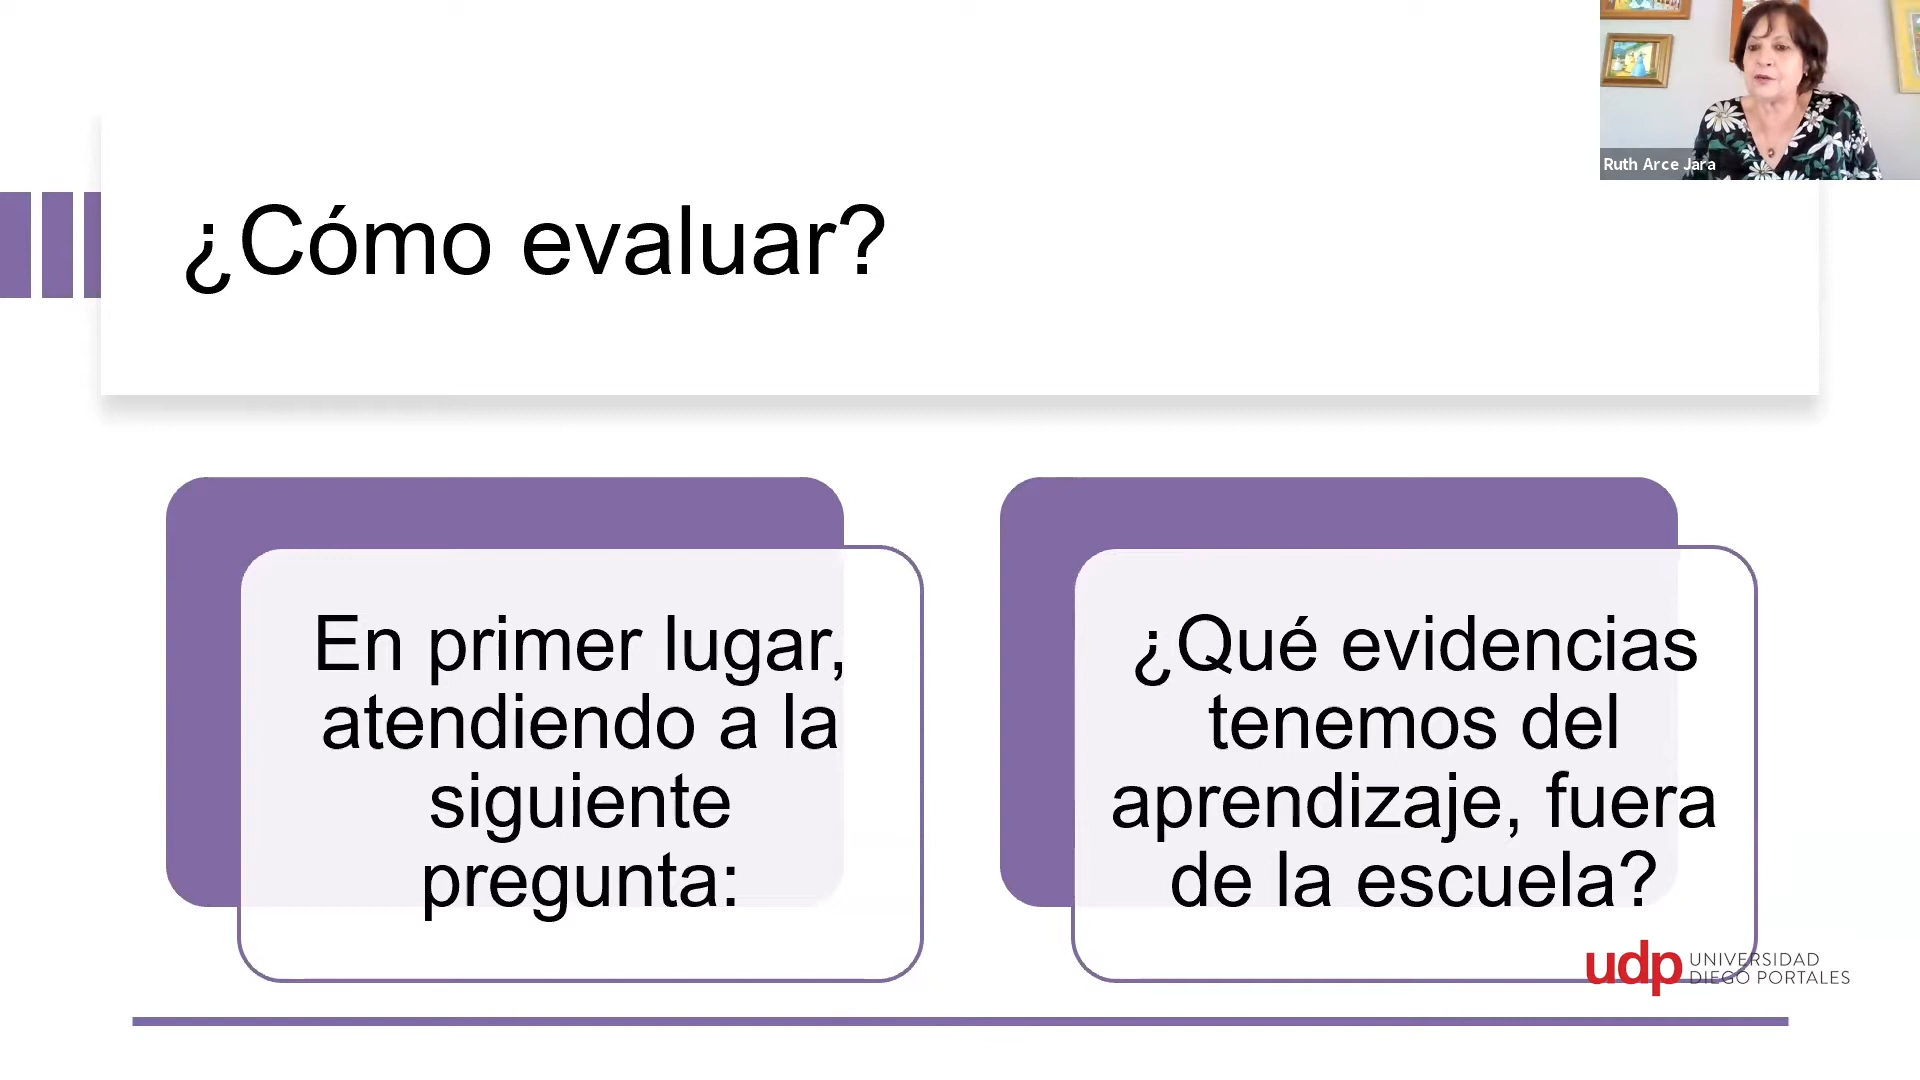 Ruth Arce Jara
¿Cómo evaluar?
En primer lugar,
atendiendo a la
siguiente
pregunta:
¿Qué evidencias
tenemos del
aprendizaje, fuera
de la escuela?
udp UNIVERSIDAD
DIEGO PORTALES